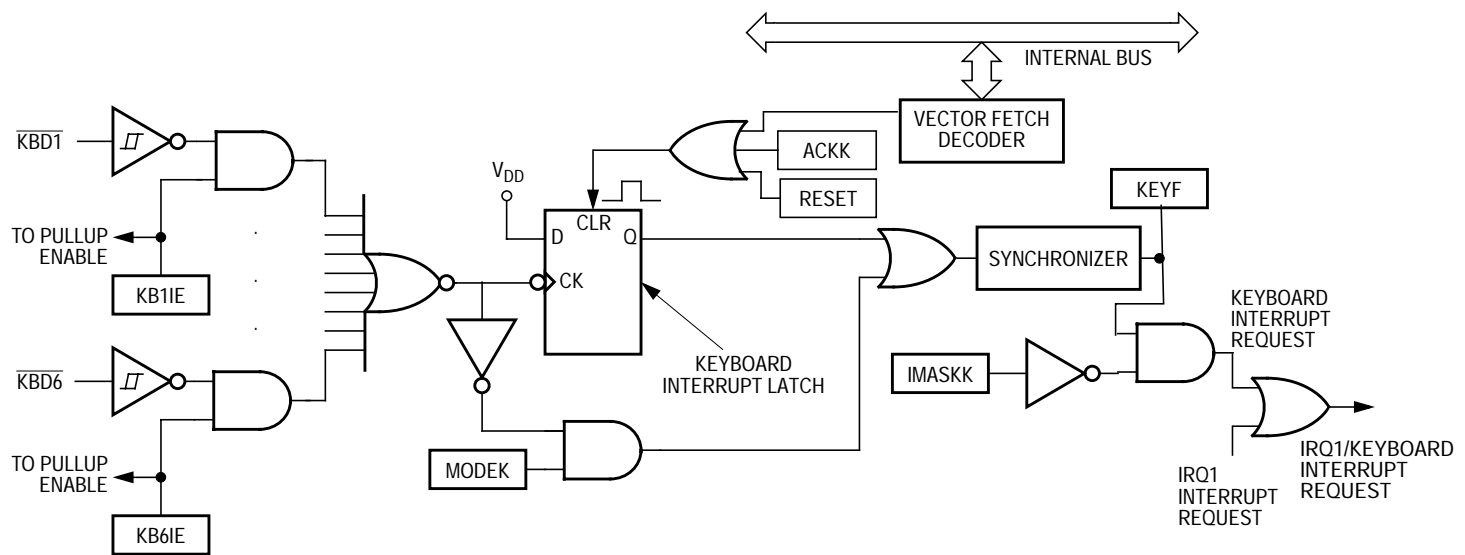 INTERNAL BUS
VECTOR FETCH
DECODER
KBD1
ACKK
VDD
RESET
KEYF
TO PULLUP
ENABLE
CLR
D
Q
SYNCHRONIZER
KB1IE
CK
KEYBOARD
INTERRUPT
REQUEST
KBD6
KEYBOARD
INTERRUPT LATCH
IMASKK
TO PULLUP
ENABLE
MODEK
IRQ1/KEYBOARD
INTERRUPT
REQUEST
IRQ1
INTERRUPT
REQUEST
KB6IE